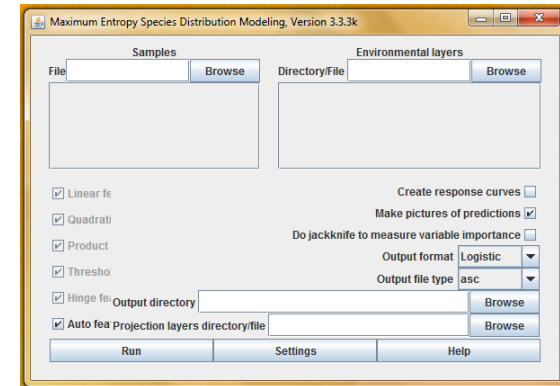 Maximum Entropy Species Distribution Modeling, Version 3.3.3k
Samples
Environmental layers
File Browse
Directory/File Browse
Linear fe
Create response curves
Quadrati
Make pictures of predictions
Product
Do jackknife to measure variable importance
Output format Logistic
Threshol
Output file type asc
Hinge fea Output directory Browse
Auto fea Projection layers directory/file Browse
Run Settings Help